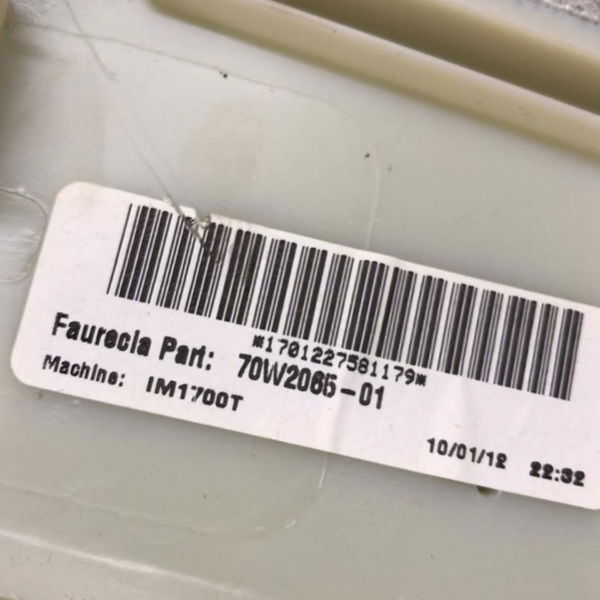 *1701227581179*
Faurecia Part: 70W2065-01
Machine: IM1700T
10/01/12 22:32